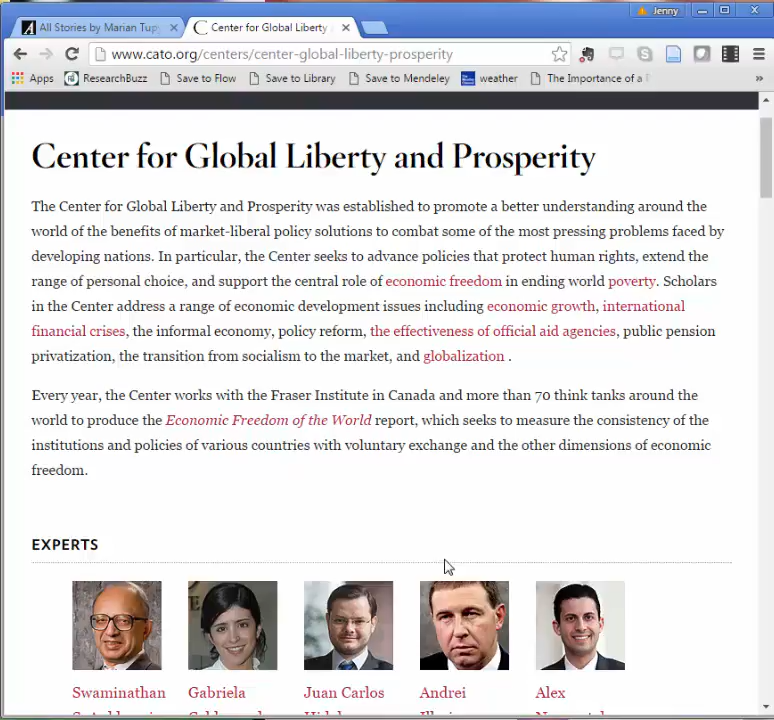 Jenny
All Stories by Marian Tup
Center for Global Liberty
www.cato.org/centers/center-global-liberty-prosperity
Apps ResearchBuzz Save to Flow Save to Library Save to Mendeley weather The Importance of a
Center for Global Liberty and Prosperity
The Center for Global Liberty and Prosperity was established to promote a better understanding around the
world of the benefits of market-liberal policy solutions to combat some of the most pressing problems faced by
developing nations. In particular, the Center seeks to advance policies that protect human rights, extend the
range of personal choice, and support the central role of economic freedom in ending world poverty. Scholars
in the Center address a range of economic development issues including economic growth, international
financial crises, the informal economy, policy reform, the effectiveness of official aid agencies, public pension
privatization, the transition from socialism to the market, and globalization .
Every year, the Center works with the Fraser Institute in Canada and more than 70 think tanks around the
world to produce the Economic Freedom of the World report, which seeks to measure the consistency of the
institutions and policies of various countries with voluntary exchange and the other dimensions of economic
freedom.
EXPERTS
Swaminathan Gabriela Juan Carlos Andrei Alex